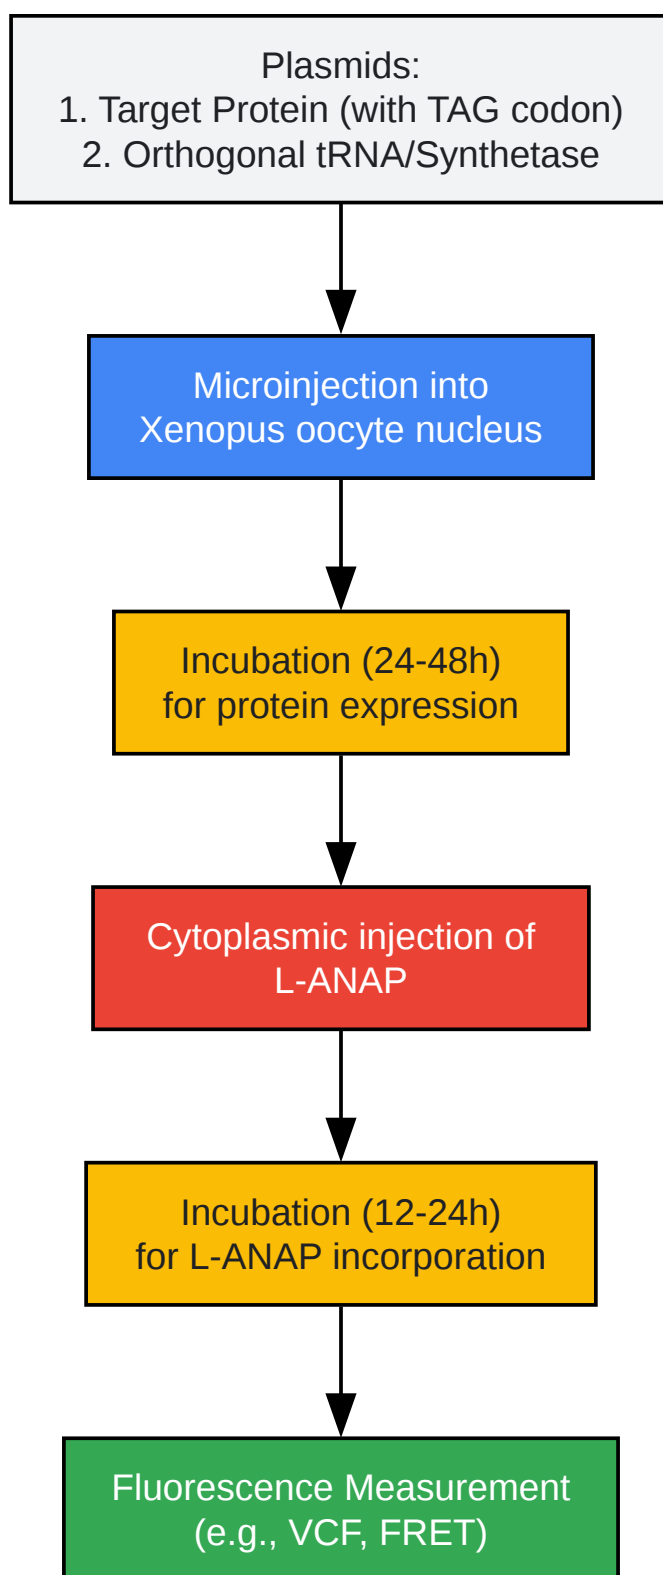 Plasmids:
1. Target Protein (with TAG codon)
2. Orthogonal tRNA/Synthetase
Microinjection into
Xenopus oocyte nucleus
Incubation (24-48h)
for protein expression
Cytoplasmic injection of
L-ANAP
Incubation (12-24h)
for L-ANAP incorporation
Fluorescence Measurement
(e.g., VCF, FRET)